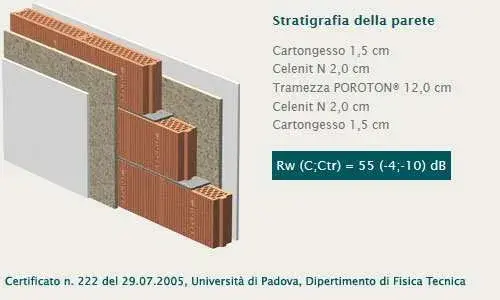 Stratigrafia della parete
Cartongesso 1,5 cm
Celenit N 2,0 cm
Tramezza POROTON® 12,0 cm
Celenit N 2,0 cm
Cartongesso 1,5 cm
Rw (C;Ctr) = 55 (-4;-10) dB
Certificato n. 222 del 29.07.2005, Università di Padova, Dipertimento di Fisica Tecnica